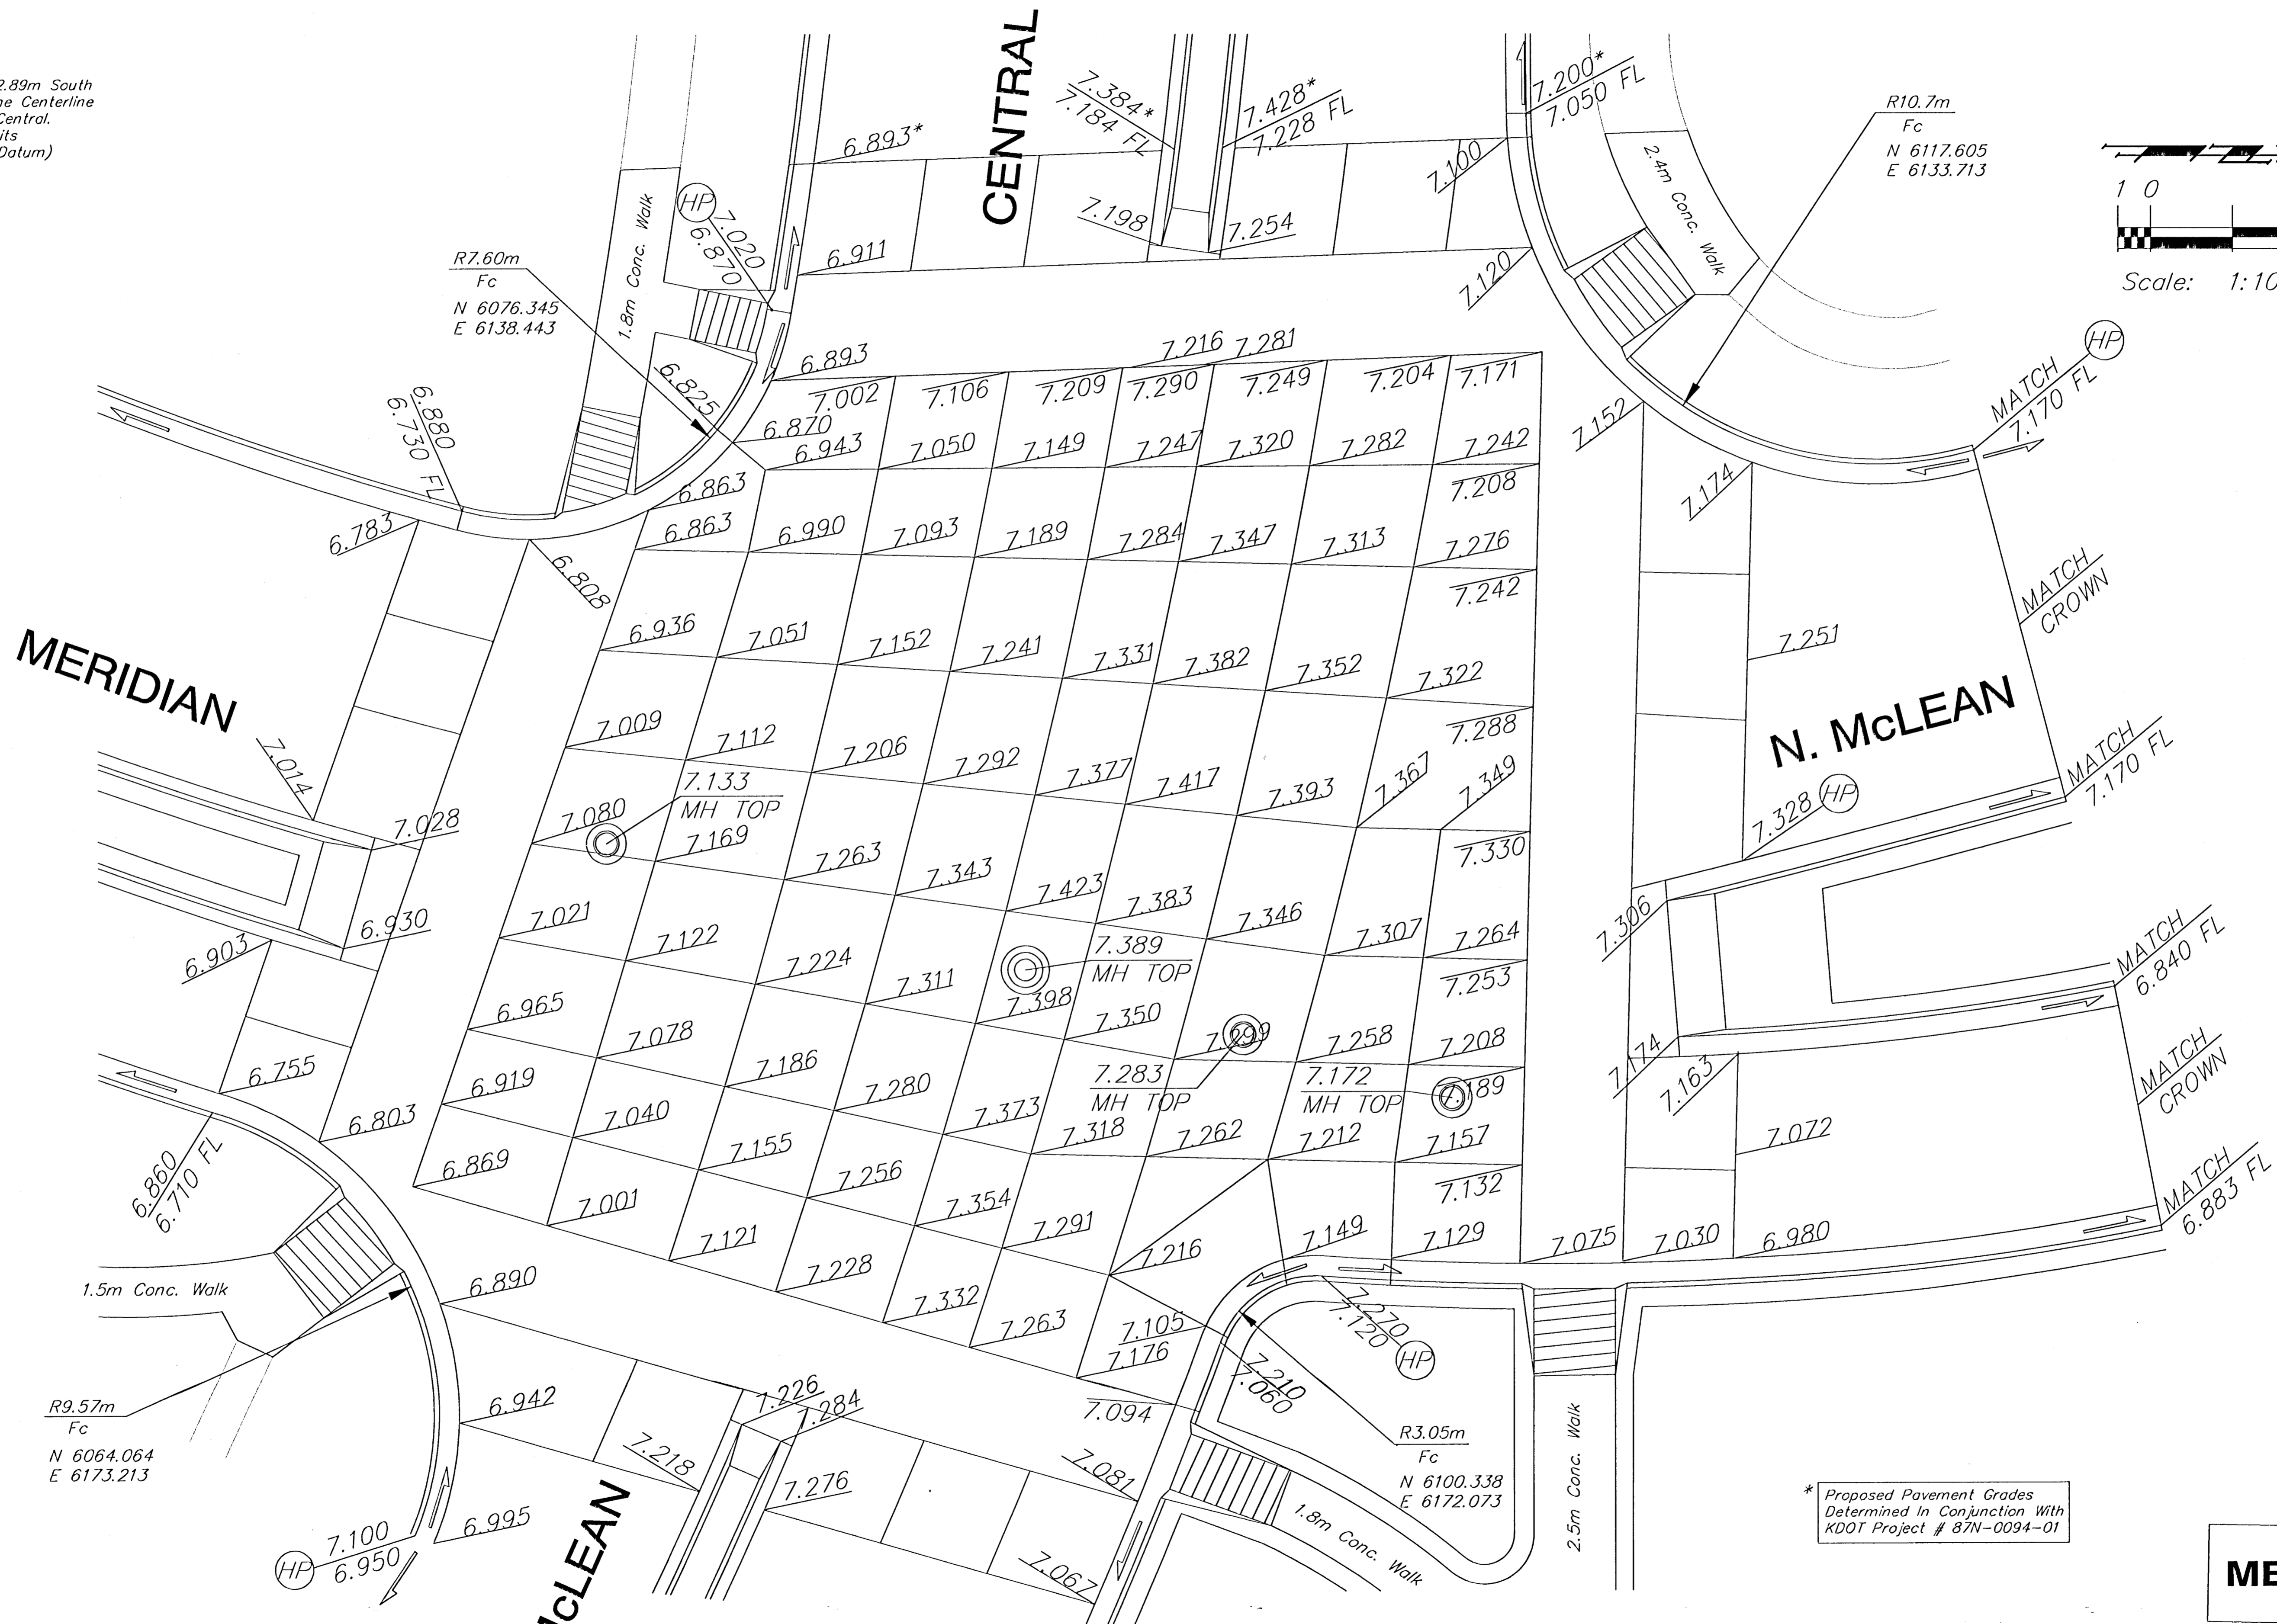 2.89m South
ne Centerline
Central.
its
Datum)
CENTRAL
7.384*
7.184 FL
7.428*
7.228 FL
7.200*
7.050 FL
R10.7m
Fc
N 6117.605
E 6133.713
1 0
Scale: 1:10
6.893*
7.100
2.4m Conc. Walk
1.8m Conc. Walk
HP
7.020
6.870
7.198
7.254
6.911
7.120
R7.60m
Fc
N 6076.345
E 6138.443
6.825
6.893
7.216 7.281
7.002 7.106 7.209 7.290 7.249 7.204 7.171
6.870
6.943 7.050 7.149 7.247 7.320 7.282 7.242
7.152
MATCH
7.170 FL
HP
6.880
6.730 FL
6.863
7.208
7.174
6.783
6.863 6.990 7.093 7.189 7.284 7.347 7.313 7.276
6.808
7.242
MATCH
CROWN
MERIDIAN
6.936 7.051 7.152 7.241 7.331 7.382 7.352 7.322
7.251
N. McLEAN
7.288
7.014
7.009 7.112 7.206 7.292 7.377 7.417 7.393 7.367 7.349
7.133
MH TOP
7.328 HP
MATCH
7.170 FL
7.028
7.080 7.169 7.263 7.343 7.423 7.383 7.346 7.307 7.264
7.330
7.306
6.930
6.903
7.021 7.122 7.224 7.311 7.398 7.350 7.299 7.258 7.208
7.389
MH TOP
7.253
MATCH
6.840 FL
6.965 7.078 7.186 7.280 7.373 7.318 7.262 7.212 7.157
7.283
MH TOP
7.172
MH TOP
7.189
7.174
7.163
MATCH
CROWN
6.755
6.803
6.919 7.040 7.155 7.256 7.354 7.291 7.216 7.149 7.129
7.132
7.072
6.860
6.710 FL
MATCH
6.883 FL
6.869 7.001 7.121 7.228 7.332 7.263 7.176
7.075 7.030 6.980
1.5m Conc. Walk
6.890
7.105
7.270
7.120
HP
7.210
7.060
R9.57m
Fc
N 6064.064
E 6173.213
6.942
7.226
7.284
7.094
7.218
7.276
7.081
R3.05m
Fc
N 6100.338
E 6172.073
2.5m Conc. Walk
1.8m Conc. Walk
6.995
HP
7.100
6.950
McLEAN
7.067
* Proposed Pavement Grades
Determined In Conjunction With
KDOT Project # 87N-0094-01
ME